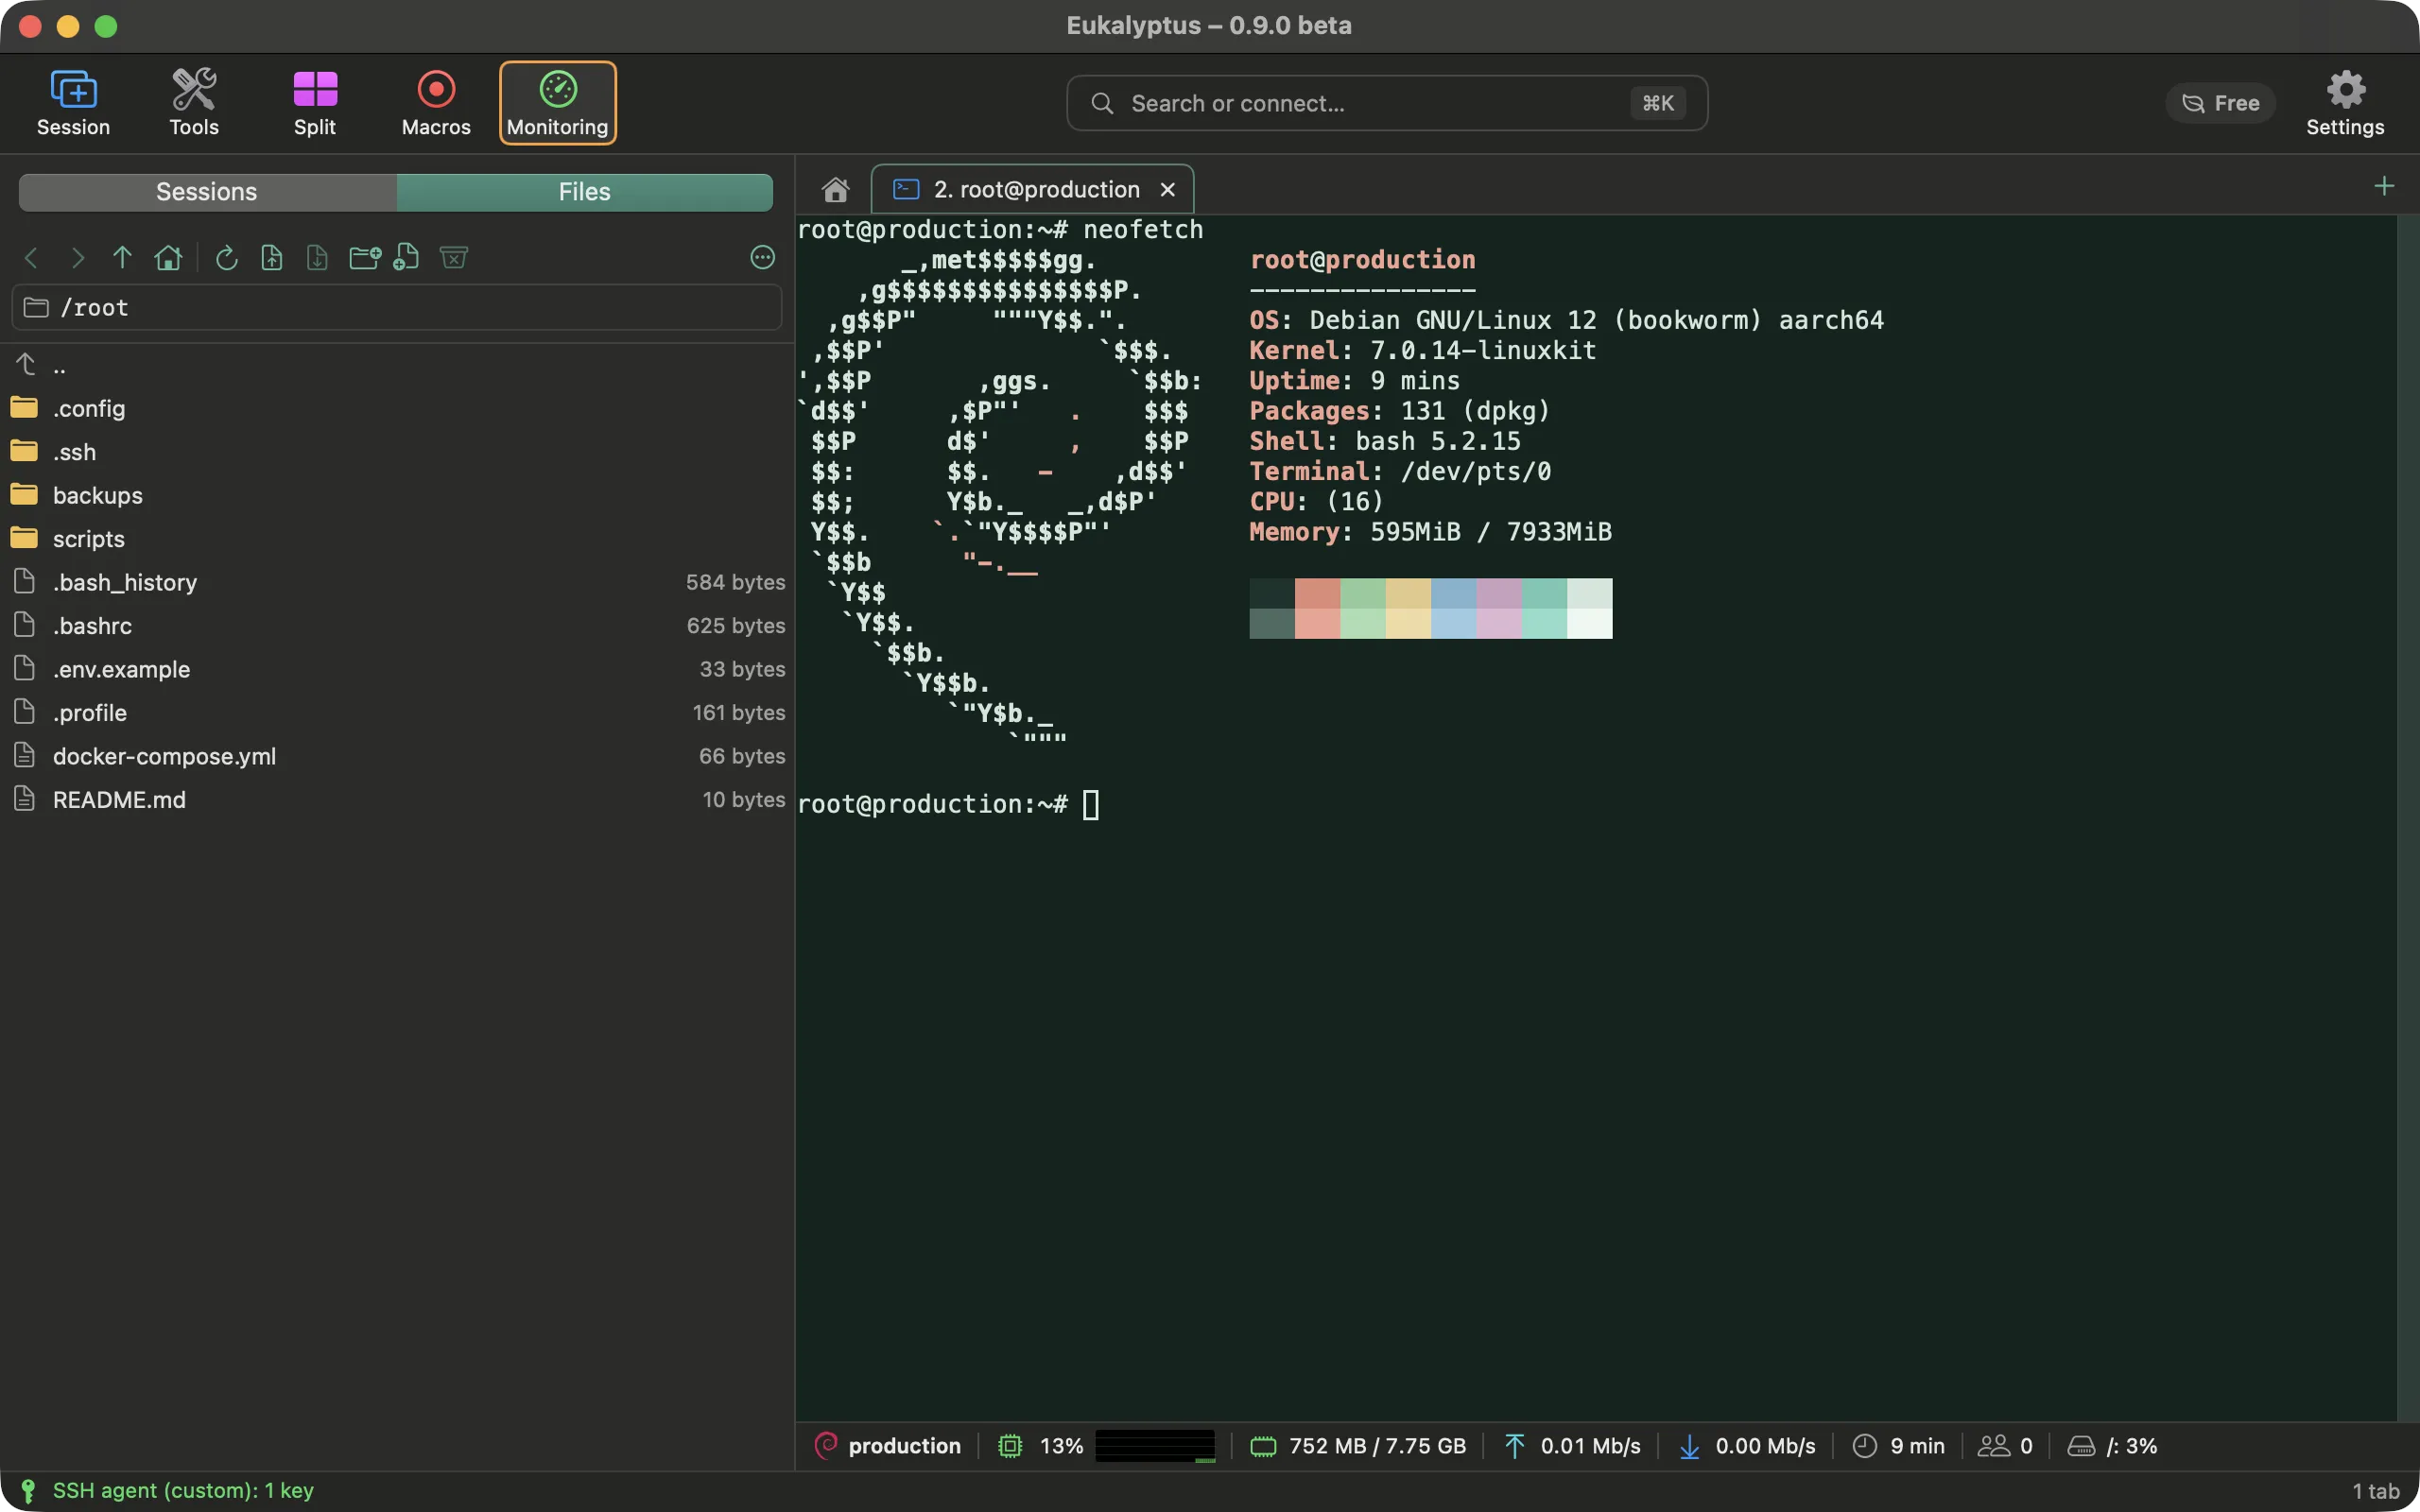 Eukalyptus – 0.9.0 beta
Session
Tools
Split
Macros
Monitoring
Search or connect...
⌘K
Free
Settings
Sessions
Files
/root
..
.config
.ssh
backups
scripts
.bash_history 584 bytes
.bashrc 625 bytes
.env.example 33 bytes
.profile 161 bytes
docker-compose.yml 66 bytes
README.md 10 bytes
2. root@production
root@production:~# neofetch
       _,met$$$$$gg.          root@production
    ,g$$$$$$$$$$$$$$$P.       ---------------
  ,g$$P"     """Y$$.".        OS: Debian GNU/Linux 12 (bookworm) aarch64
 ,$$P'              `$$$.     Kernel: 7.0.14-linuxkit
',$$P       ,ggs.     `$$b:   Uptime: 9 mins
`d$$'     ,$P"'   .    $$$    Packages: 131 (dpkg)
 $$P      d$'     ,    $$P    Shell: bash 5.2.15
 $$:      $$.   -    ,d$$'    Terminal: /dev/pts/0
 $$;      Y$b._   _,d$P'      CPU: (16)
 Y$$.    `.`"Y$$$$P"'         Memory: 595MiB / 7933MiB
 `$$b      "-.__
  `Y$$
   `Y$$.
     `$$b.
       `Y$$b.
          `"Y$b._
              `"""
root@production:~#
production
13%
752 MB / 7.75 GB
0.01 Mb/s
0.00 Mb/s
9 min
0
/: 3%
SSH agent (custom): 1 key
1 tab